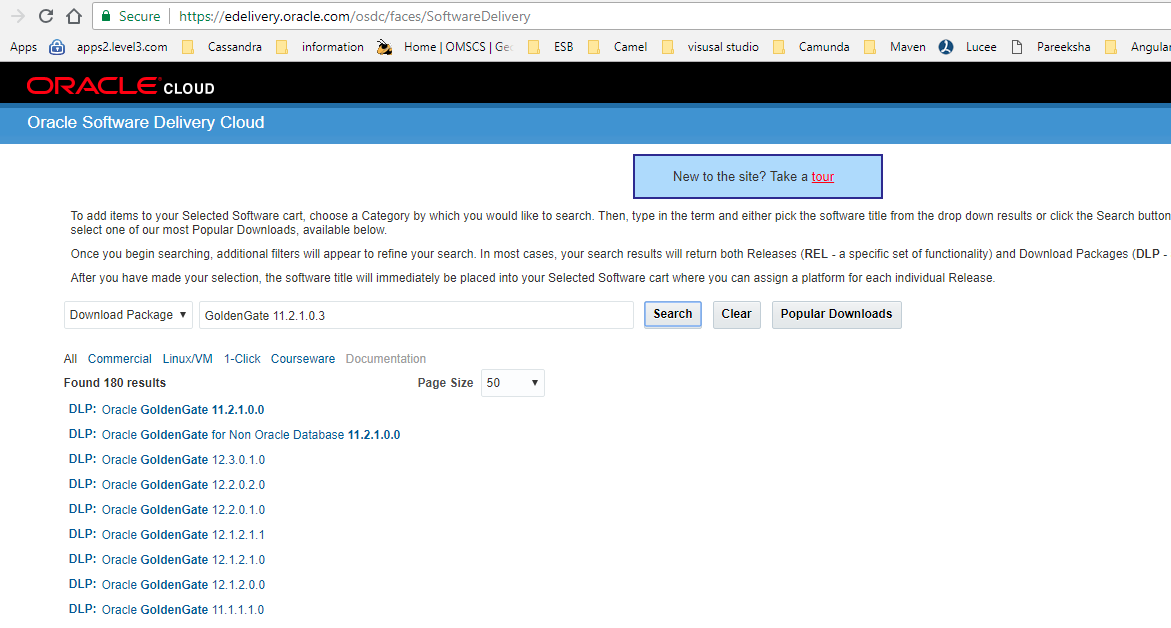 Secure https://edelivery.oracle.com/osdc/faces/SoftwareDelivery
Apps apps2.level3.com Cassandra information Home | OMSCS | Geo ESB Camel visusal studio Camunda Maven Lucee Pareeksha Angular
ORACLE CLOUD
Oracle Software Delivery Cloud
New to the site? Take a tour
To add items to your Selected Software cart, choose a Category by which you would like to search. Then, type in the term and either pick the software title from the drop down results or click the Search button
select one of our most Popular Downloads, available below.
Once you begin searching, additional filters will appear to refine your search. In most cases, your search results will return both Releases (REL - a specific set of functionality) and Download Packages (DLP -
After you have made your selection, the software title will immediately be placed into your Selected Software cart where you can assign a platform for each individual Release.
Download Package GoldenGate 11.2.1.0.3 Search Clear Popular Downloads
All Commercial Linux/VM 1-Click Courseware Documentation
Found 180 results Page Size 50
DLP: Oracle GoldenGate 11.2.1.0.0
DLP: Oracle GoldenGate for Non Oracle Database 11.2.1.0.0
DLP: Oracle GoldenGate 12.3.0.1.0
DLP: Oracle GoldenGate 12.2.0.2.0
DLP: Oracle GoldenGate 12.2.0.1.0
DLP: Oracle GoldenGate 12.1.2.1.1
DLP: Oracle GoldenGate 12.1.2.1.0
DLP: Oracle GoldenGate 12.1.2.0.0
DLP: Oracle GoldenGate 11.1.1.1.0